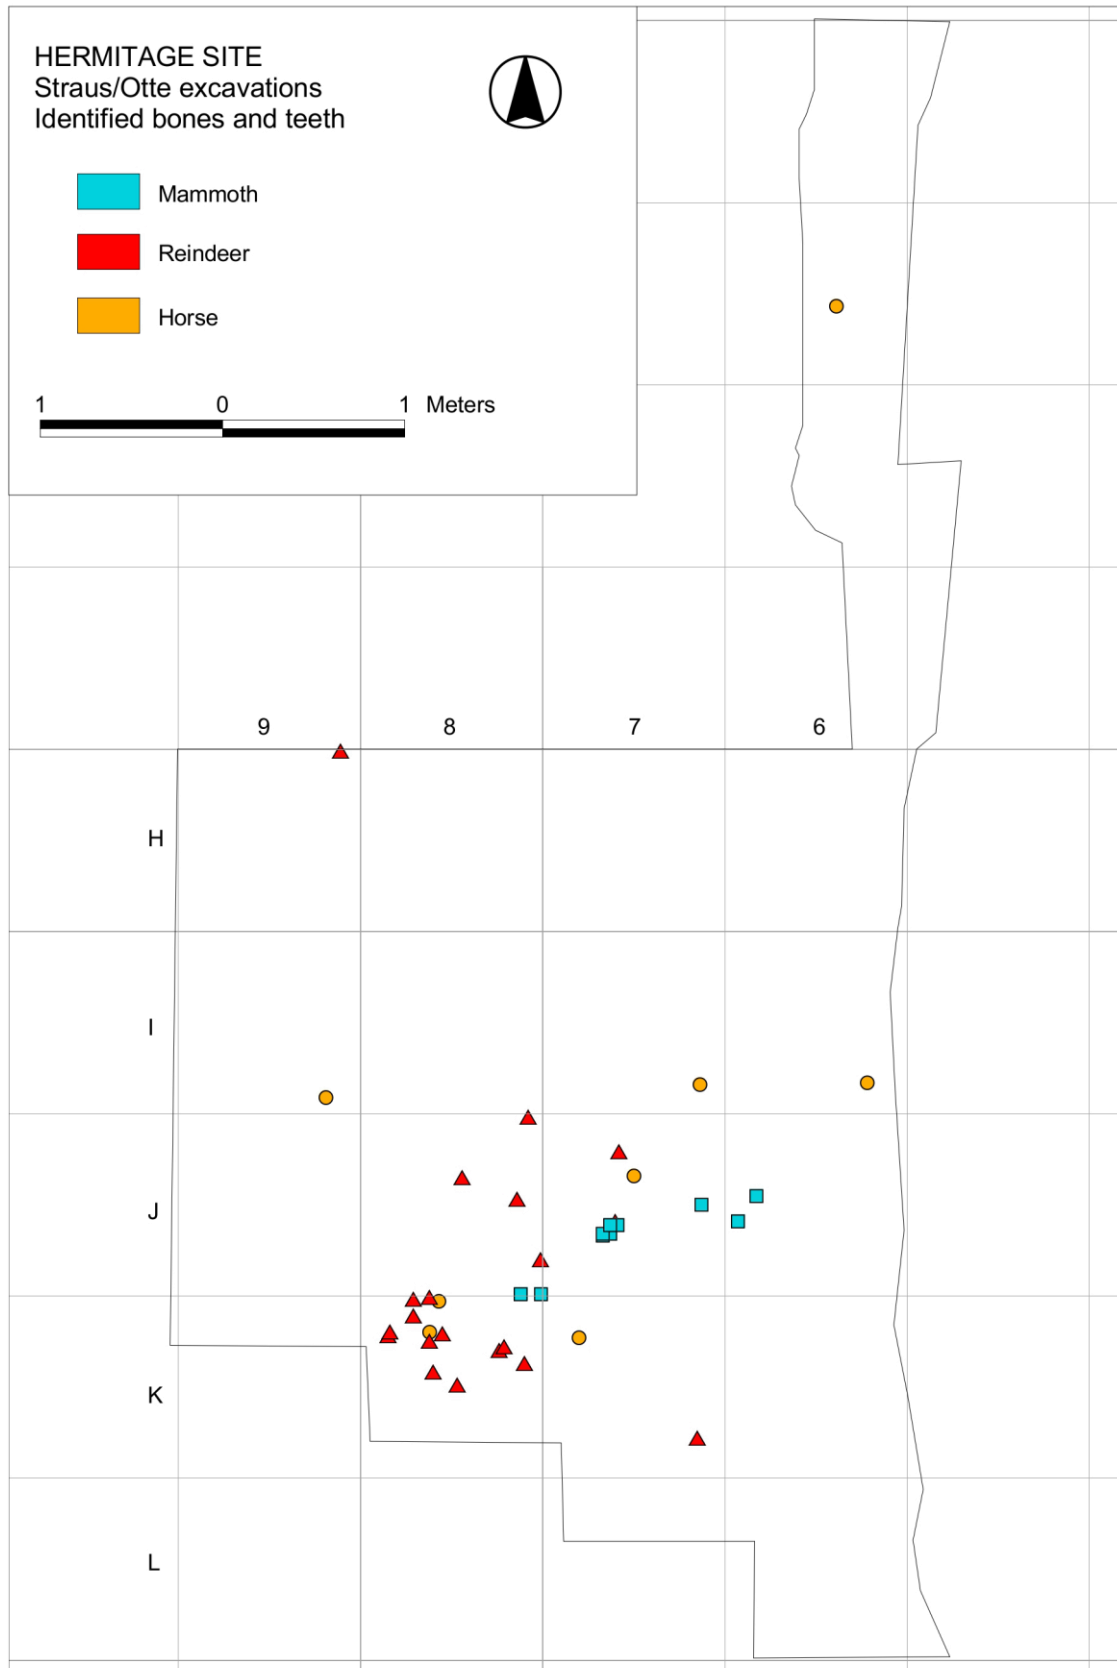 HERMITAGE SITE
Straus/Otte excavations
Identified bones and teeth
Mammoth
Reindeer
Horse
1 0 1 Meters
9 8 7 6
H
I
J
K
L